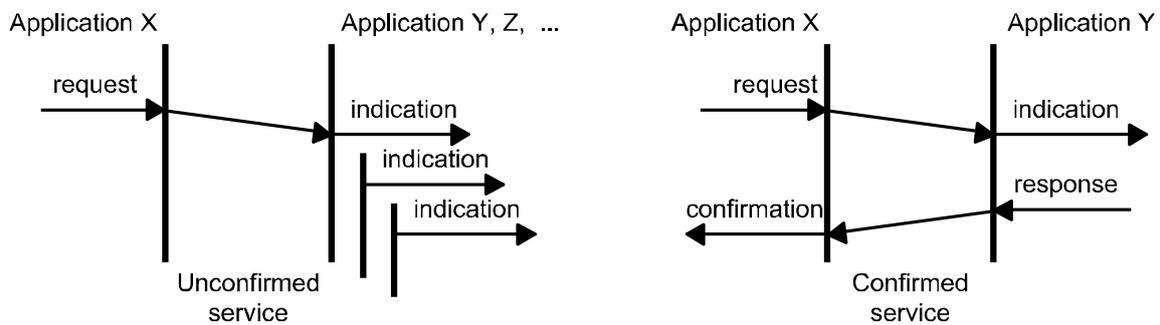 Application X
Application Y, Z, ...
request
indication
indication
indication
Unconfirmed
service
Application X
Application Y
request
indication
response
confirmation
Confirmed
service